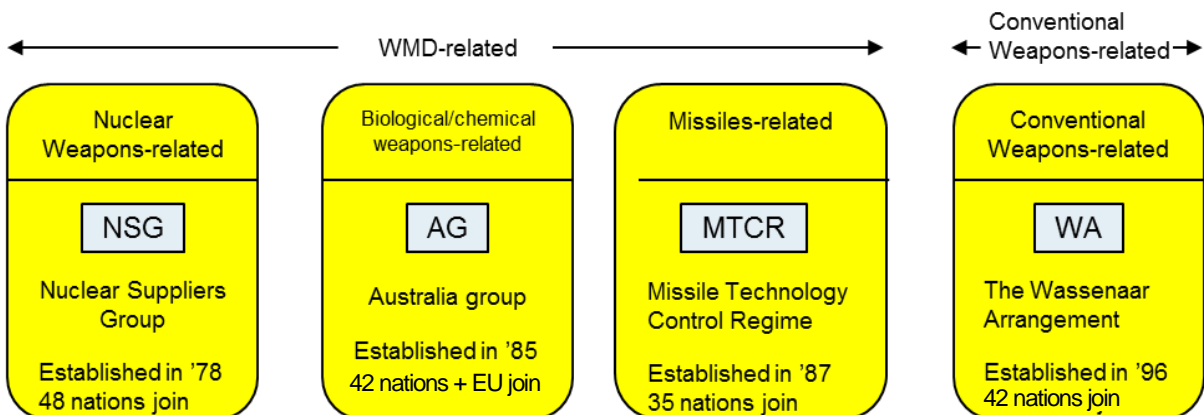 WMD-related
Conventional
Weapons-related
Nuclear
Weapons-related
NSG
Nuclear Suppliers
Group
Established in ’78
48 nations join
Biological/chemical
weapons-related
AG
Australia group
Established in ’85
42 nations + EU join
Missiles-related
MTCR
Missile Technology
Control Regime
Established in ’87
35 nations join
Conventional
Weapons-related
WA
The Wassenaar
Arrangement
Established in ’96
42 nations join